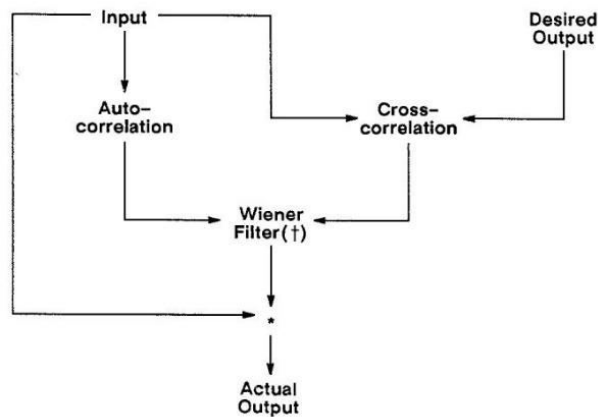 Input
Desired
Output
Auto–
correlation
Cross–
correlation
Wiener
Filter(†)
*
Actual
Output